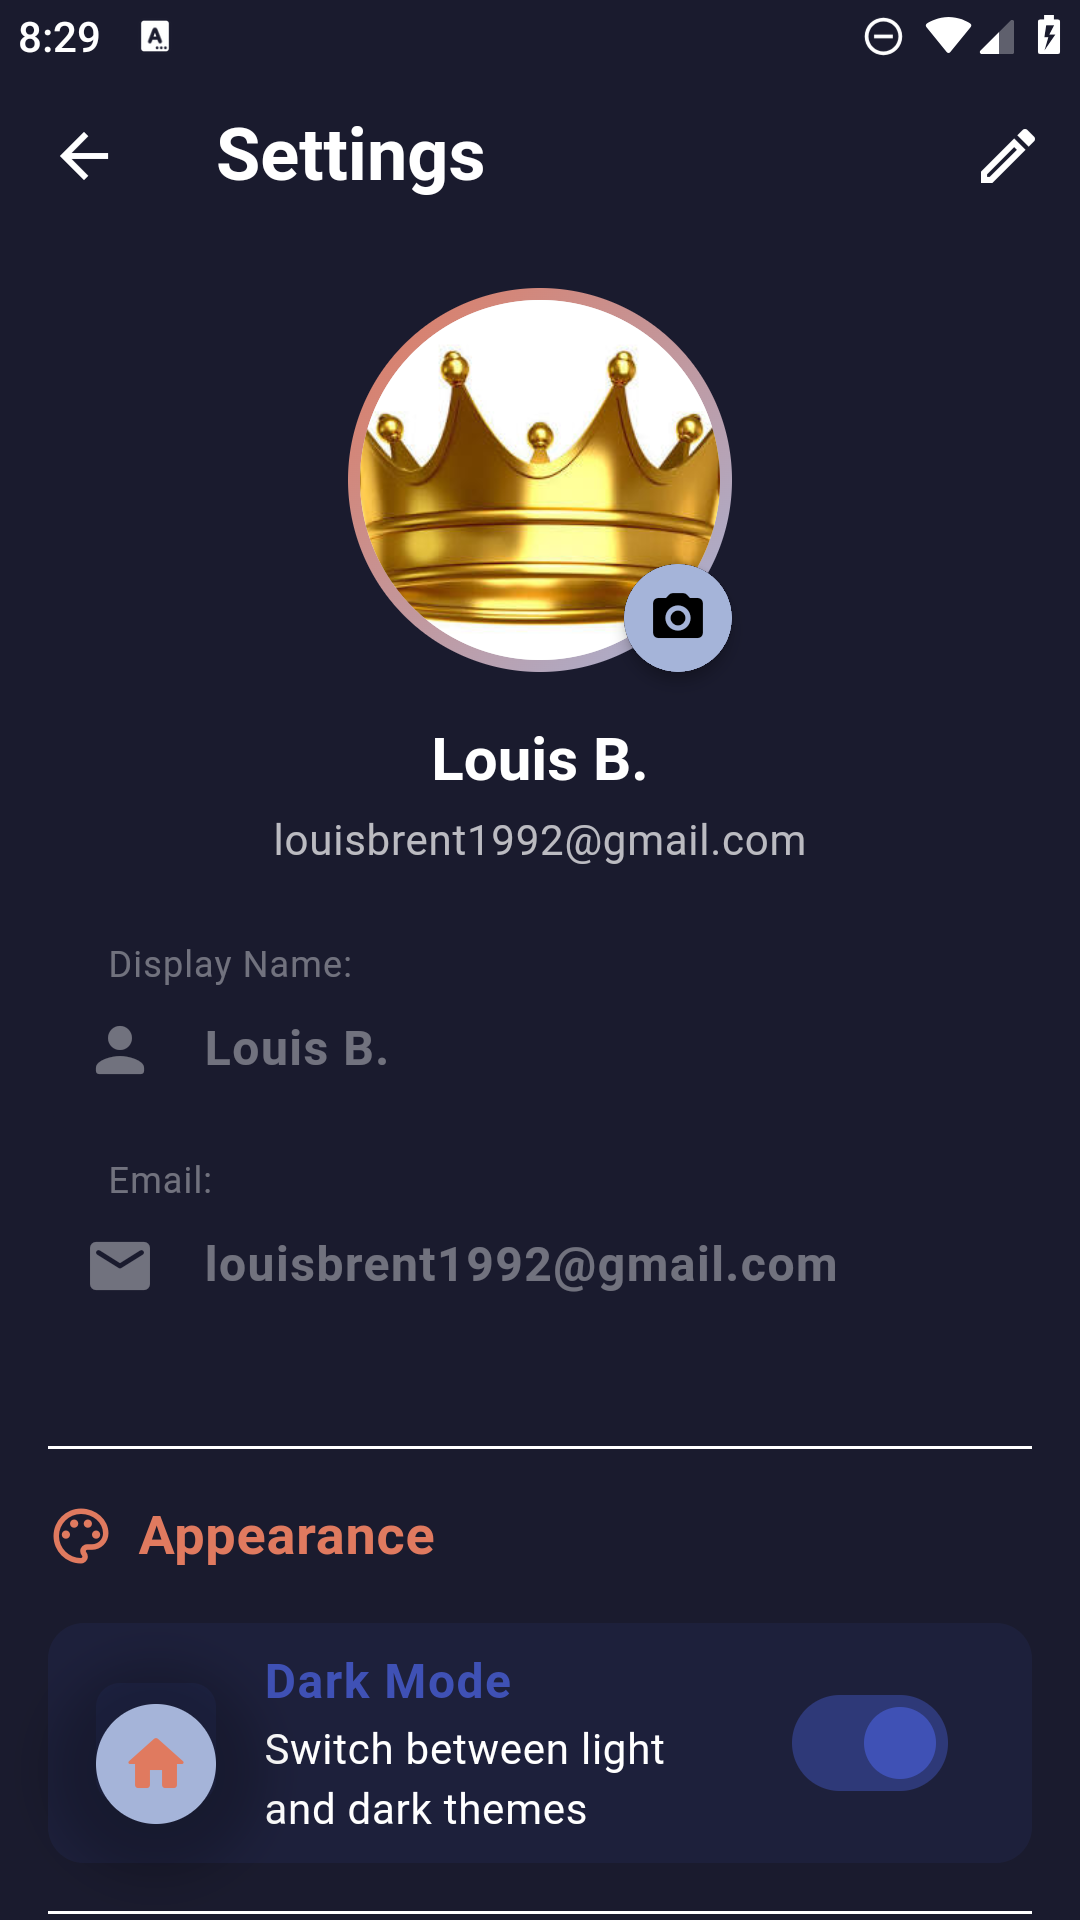 8:29
Settings
Louis B.
louisbrent1992@gmail.com
Display Name:
Louis B.
Email:
louisbrent1992@gmail.com
Appearance
Dark Mode
Switch between light
and dark themes